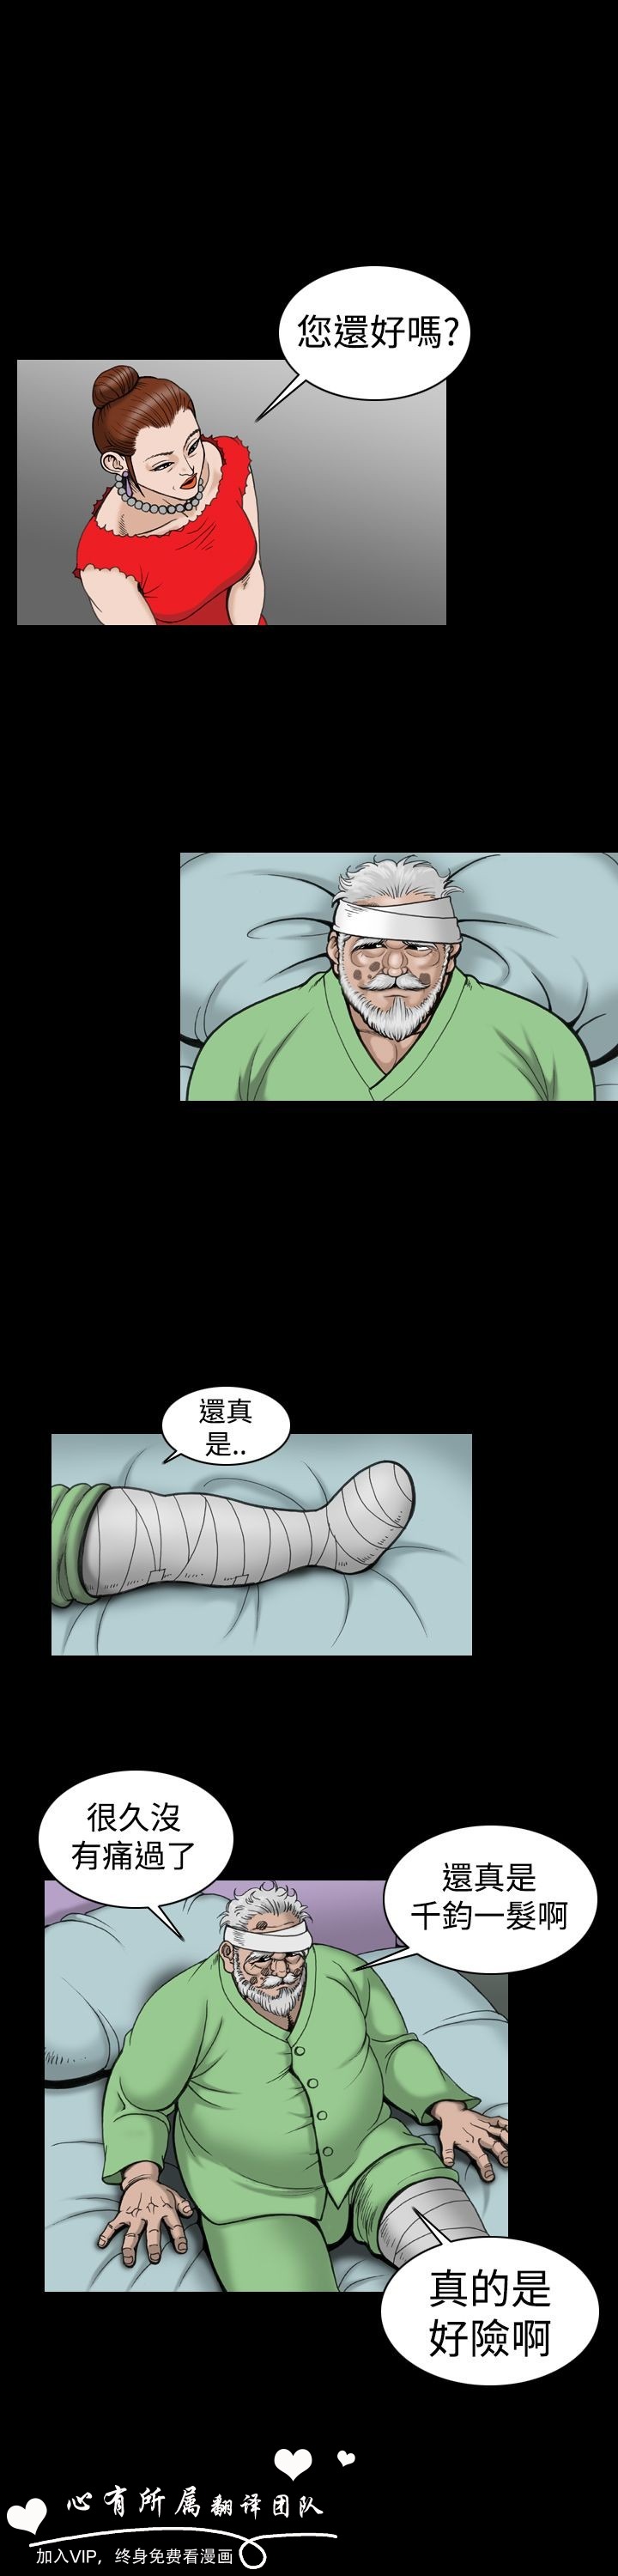 您還好嗎?
還真
是..
很久沒
有痛過了
還真是
千鈞一髮啊
真的是
好險啊
心有所属翻译团队
加入VIP，终身免费看漫画